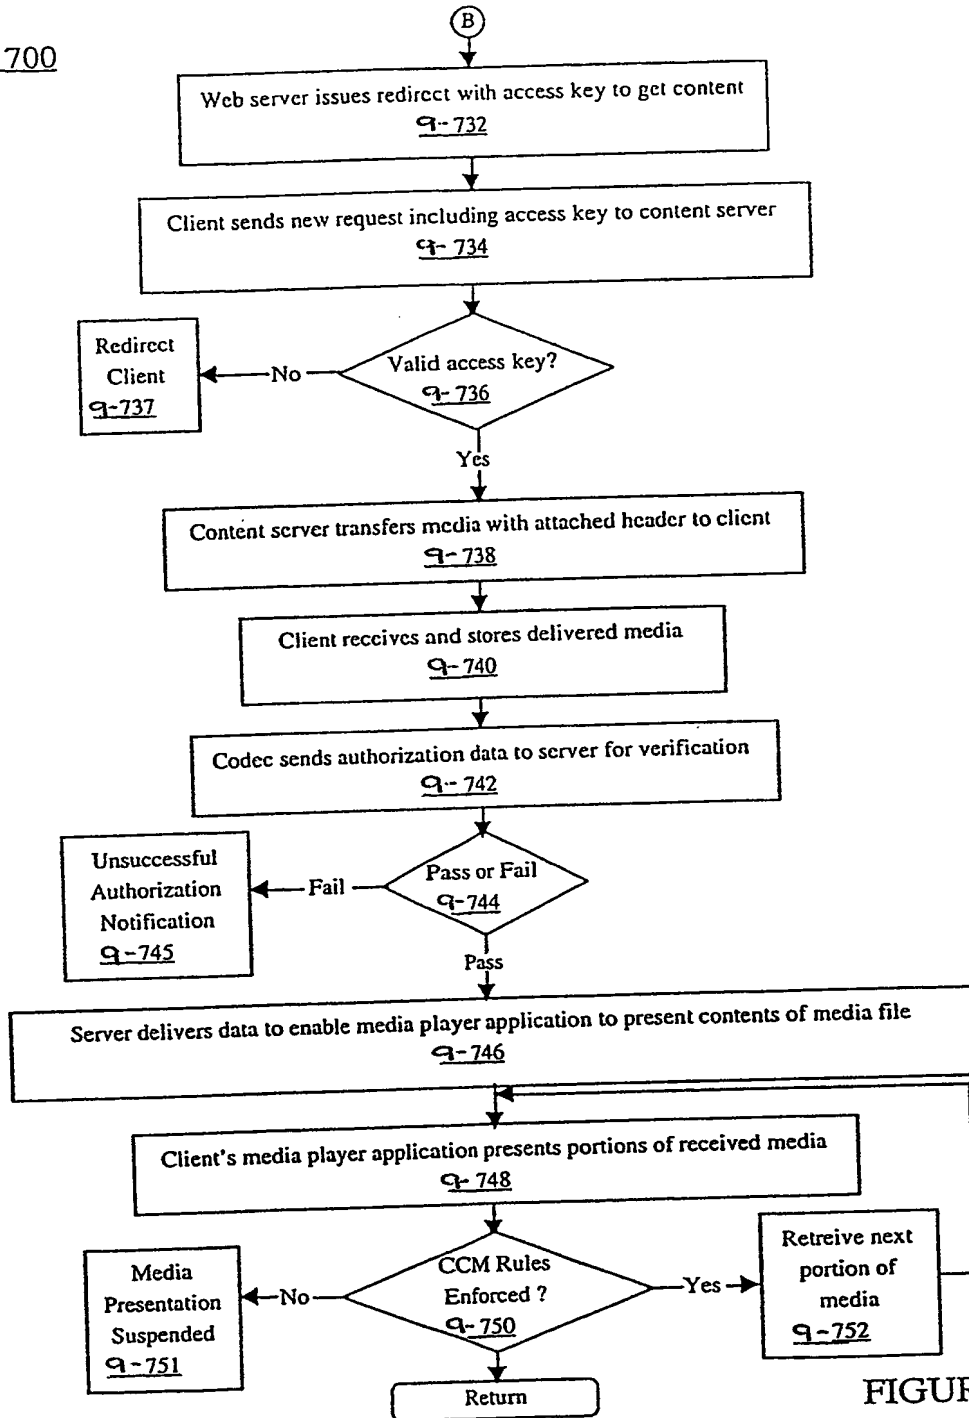 B
700
Web server issues redirect with access key to get content
9-732
Client sends new request including access key to content server
9-734
Redirect
Client
9-737
No
Valid access key?
9-736
Yes
Content server transfers media with attached header to client
9-738
Client receives and stores delivered media
9-740
Codec sends authorization data to server for verification
9-742
Unsuccessful
Authorization
Notification
9-745
Fail
Pass or Fail
9-744
Pass
Server delivers data to enable media player application to present contents of media file
9-746
Client's media player application presents portions of received media
9-748
Media
Presentation
Suspended
9-751
No
CCM Rules
Enforced ?
9-750
Yes
Retreive next
portion of
media
9-752
Return
FIGUR